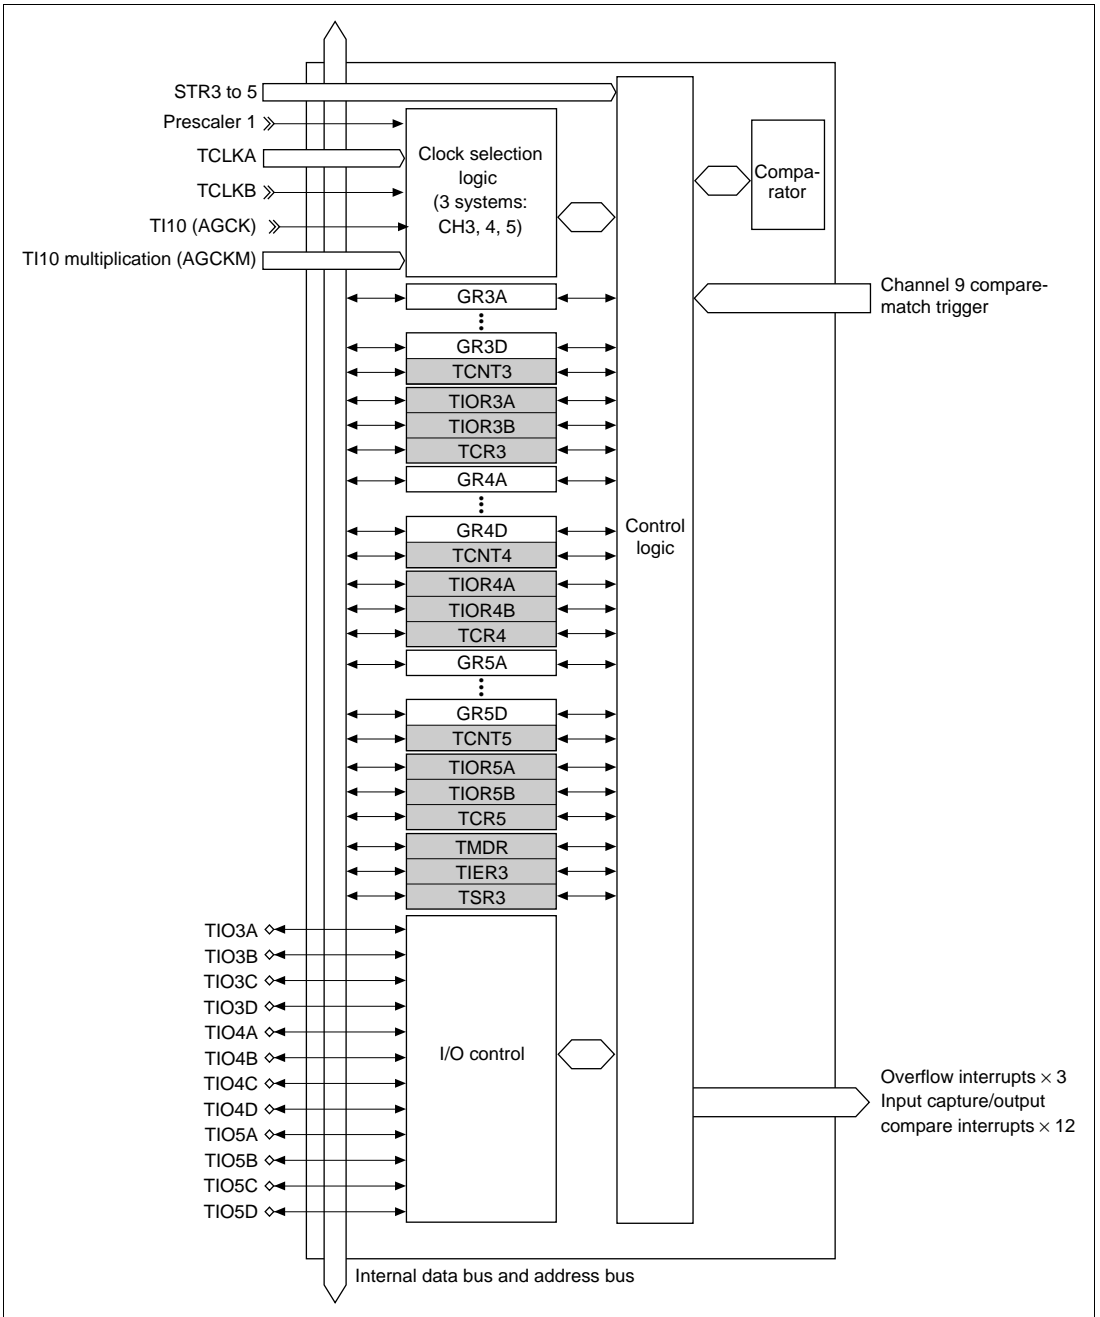 STR3 to 5
Prescaler 1
TCLKA
TCLKB
TI10 (AGCK)
TI10 multiplication (AGCKM)
Clock selection
logic
(3 systems:
CH3, 4, 5)
Compa-
rator
Channel 9 compare-
match trigger
GR3A
GR3D
TCNT3
TIOR3A
TIOR3B
TCR3
GR4A
GR4D
TCNT4
TIOR4A
TIOR4B
TCR4
GR5A
GR5D
TCNT5
TIOR5A
TIOR5B
TCR5
TMDR
TIER3
TSR3
Control
logic
TIO3A
TIO3B
TIO3C
TIO3D
TIO4A
TIO4B
TIO4C
TIO4D
TIO5A
TIO5B
TIO5C
TIO5D
I/O control
Overflow interrupts × 3
Input capture/output
compare interrupts × 12
Internal data bus and address bus